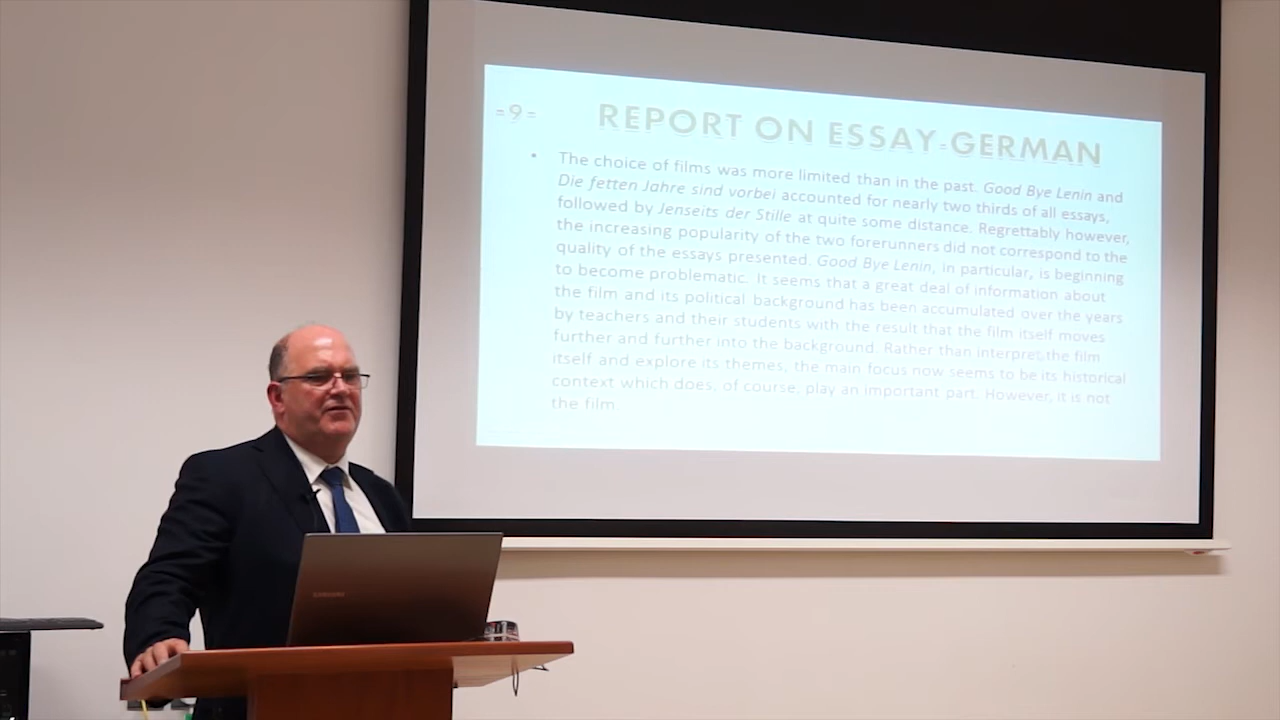 =9=
REPORT ON ESSAY-GERMAN
• The choice of films was more limited than in the past. Good Bye Lenin and
Die fetten Jahre sind vorbei accounted for nearly two thirds of all essays,
followed by Jenseits der Stille at quite some distance. Regrettably however,
the increasing popularity of the two forerunners did not correspond to the
quality of the essays presented. Good Bye Lenin, in particular, is beginning
to become problematic. It seems that a great deal of information about
the film and its political background has been accumulated over the years
by teachers and their students with the result that the film itself moves
further and further into the background. Rather than interpret the film
itself and explore its themes, the main focus now seems to be its historical
context which does, of course, play an important part. However, it is not
the film.
SAMSUNG